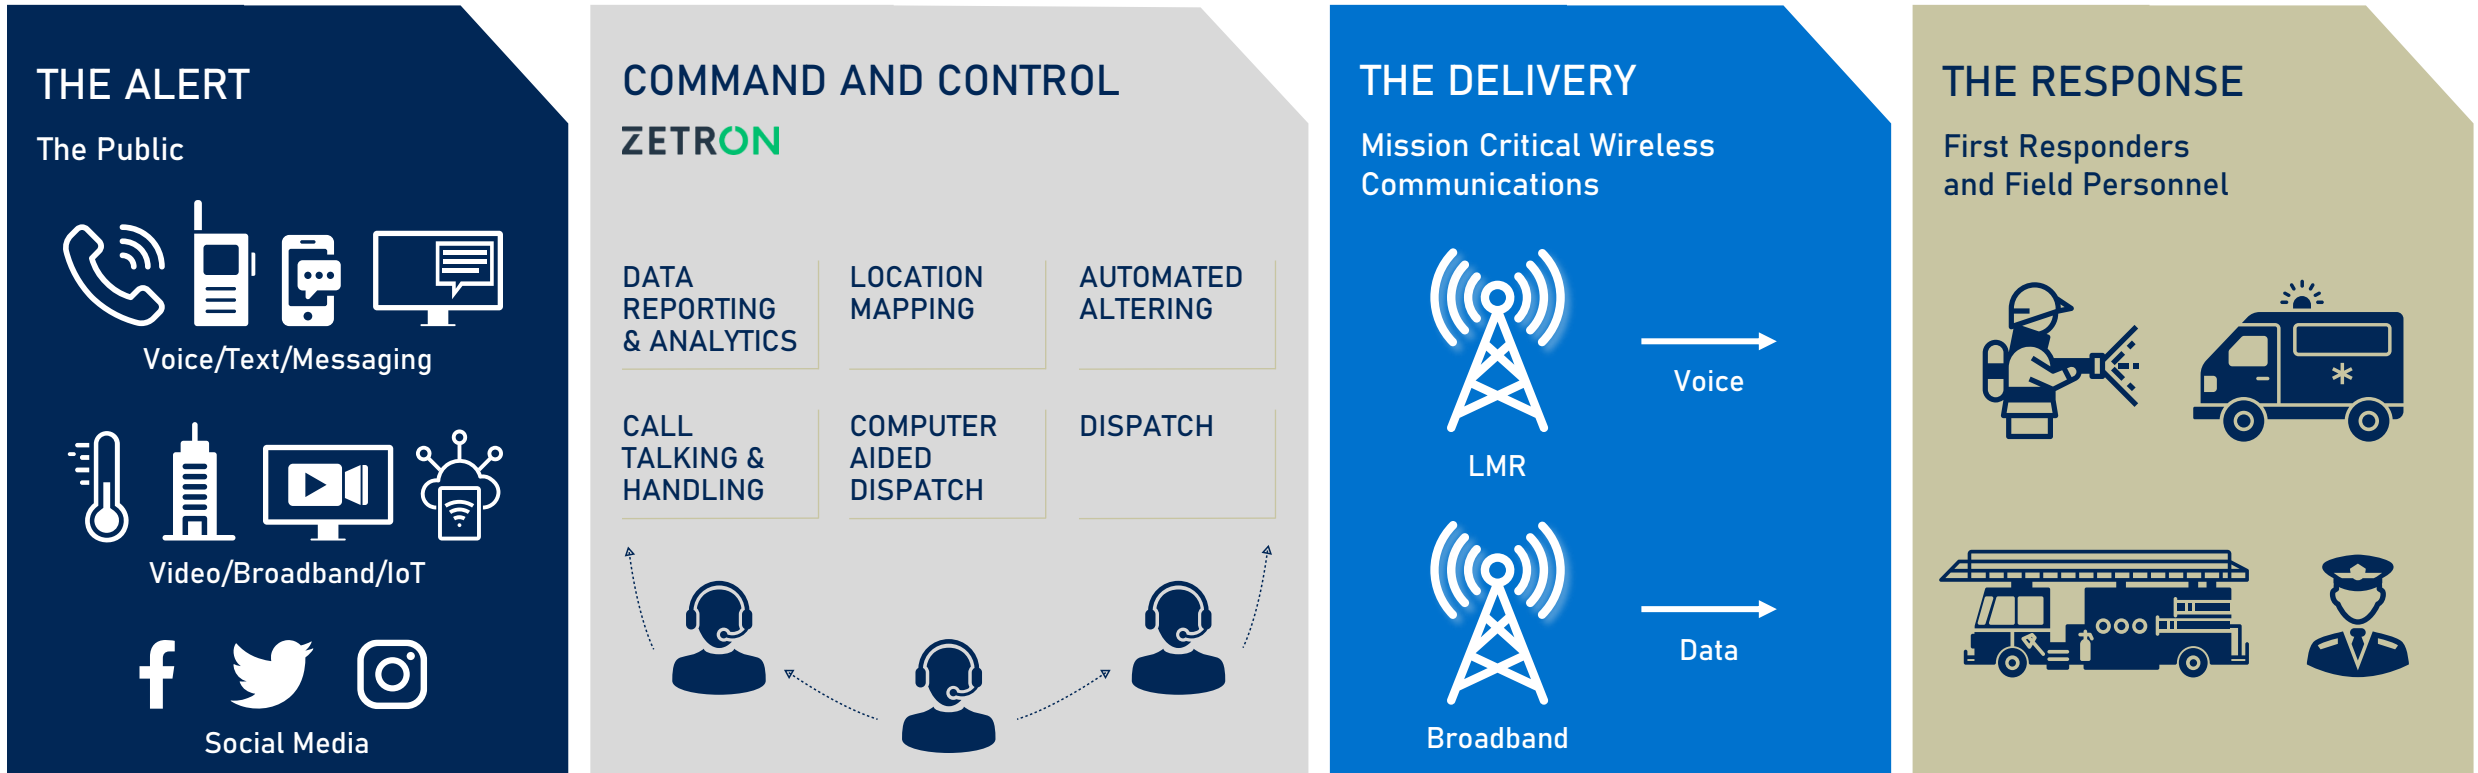 THE ALERT
The Public
Voice/Text/Messaging
Video/Broadband/IoT
Social Media
COMMAND AND CONTROL
ZETRON
DATA
REPORTING
& ANALYTICS
LOCATION
MAPPING
AUTOMATED
ALTERING
CALL
TALKING &
HANDLING
COMPUTER
AIDED
DISPATCH
DISPATCH
THE DELIVERY
Mission Critical Wireless
Communications
Voice
LMR
Data
Broadband
THE RESPONSE
First Responders
and Field Personnel